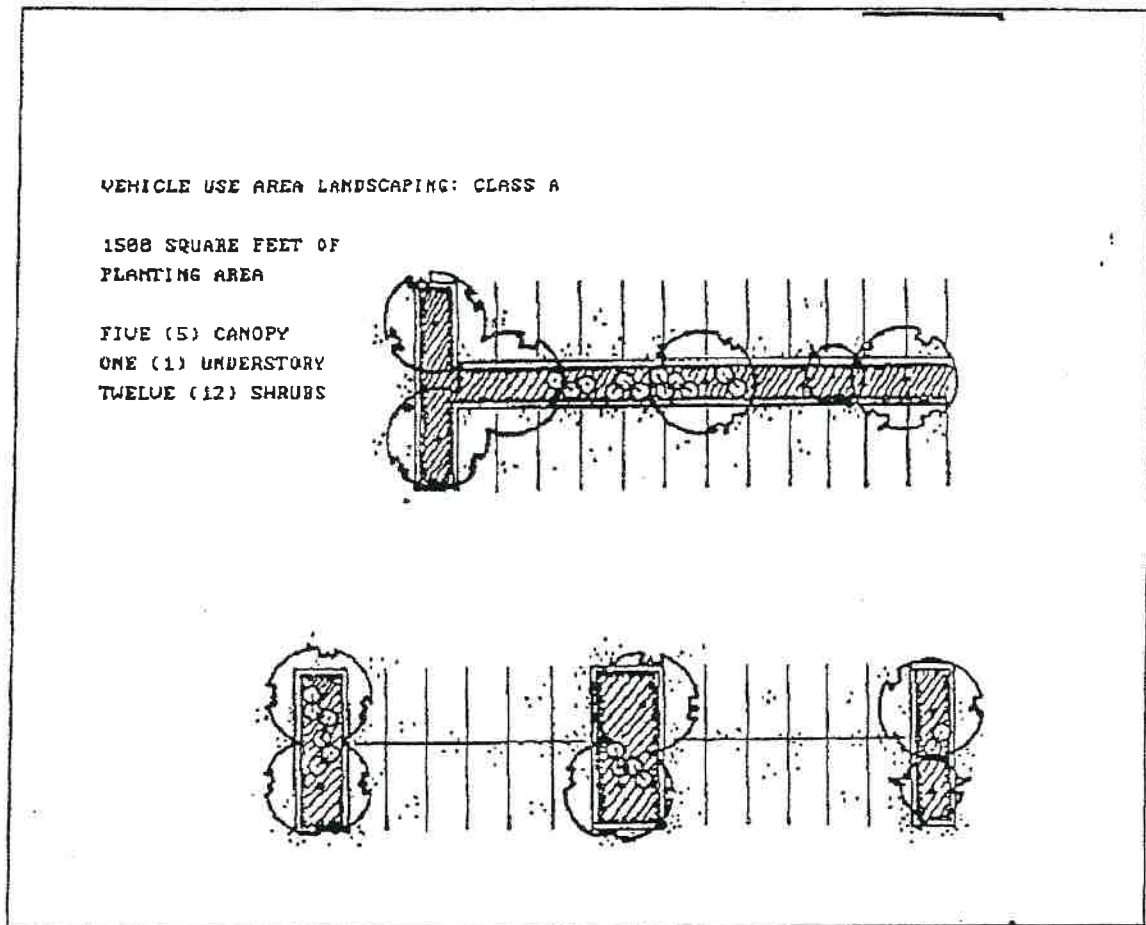 VEHICLE USE AREA LANDSCAPING: CLASS A
1500 SQUARE FEET OF
PLANTING AREA
FIVE (5) CANOPY
ONE (1) UNDERSTORY
TWELVE (12) SHRUBS